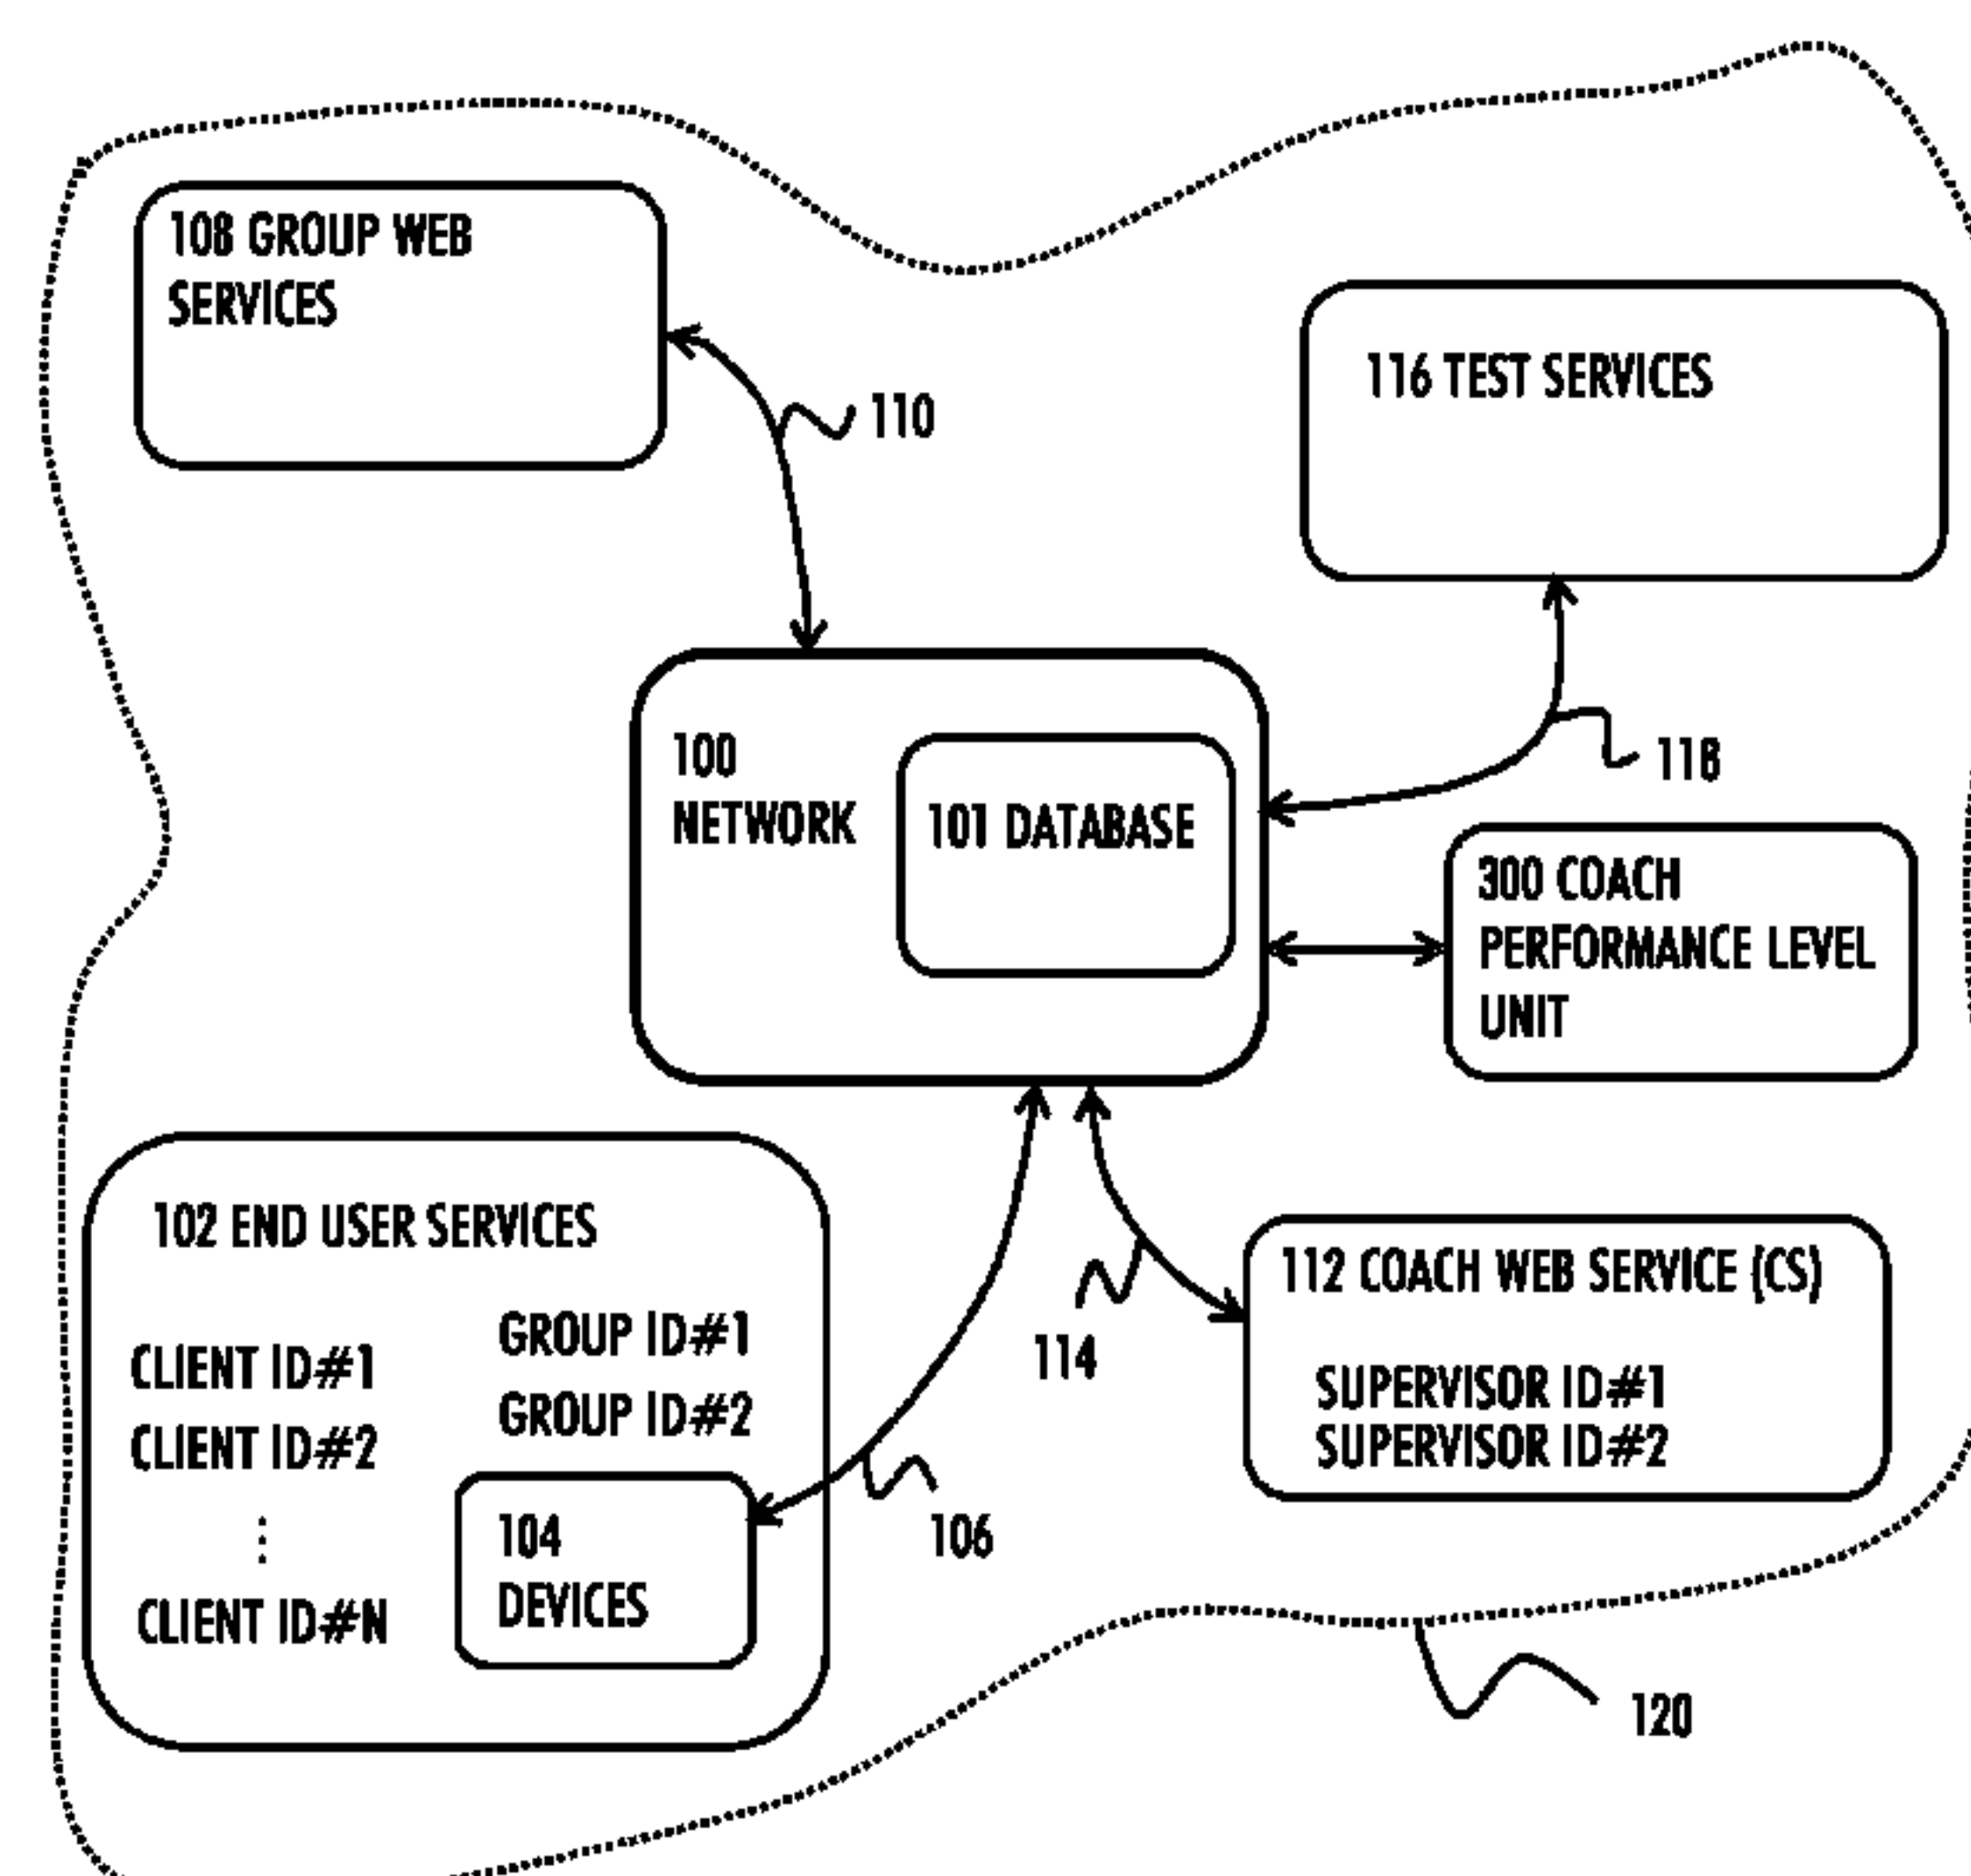 108 GROUP WEB
SERVICES
110
116 TEST SERVICES
118
100
NETWORK
101 DATABASE
300 COACH
PERFORMANCE LEVEL
UNIT
102 END USER SERVICES
GROUP ID#1
CLIENT ID#1
GROUP ID#2
CLIENT ID#2
⋮
CLIENT ID#N
104
DEVICES
106
114
112 COACH WEB SERVICE (CS)
SUPERVISOR ID#1
SUPERVISOR ID#2
120